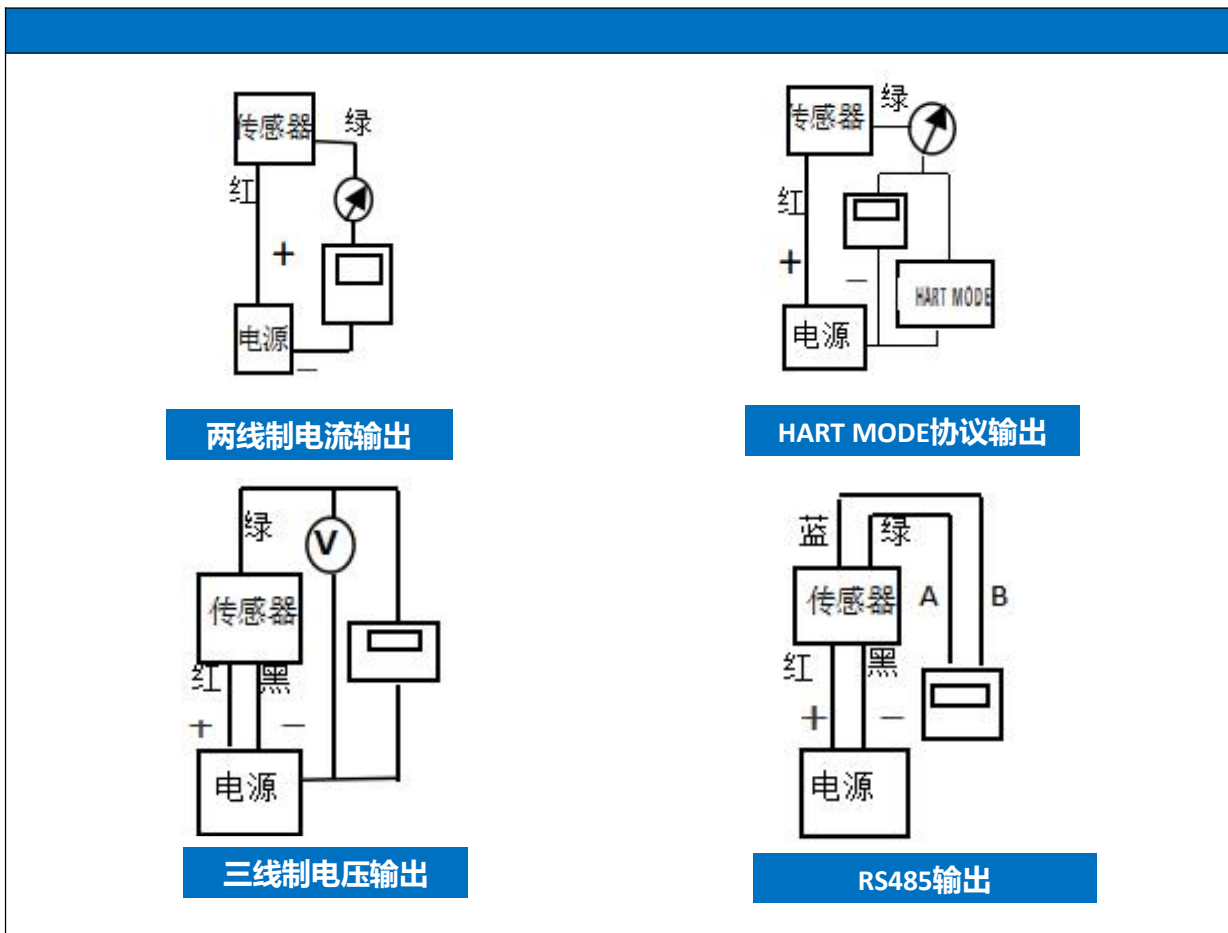 传感器
绿
红
+
电源
—
两线制电流输出
传感器
绿
红
+
—
HART MODE
电源
HART MODE协议输出
绿
V
传感器
红
黑
+
—
电源
三线制电压输出
蓝
绿
传感器
A
B
红
黑
+
—
电源
RS485输出